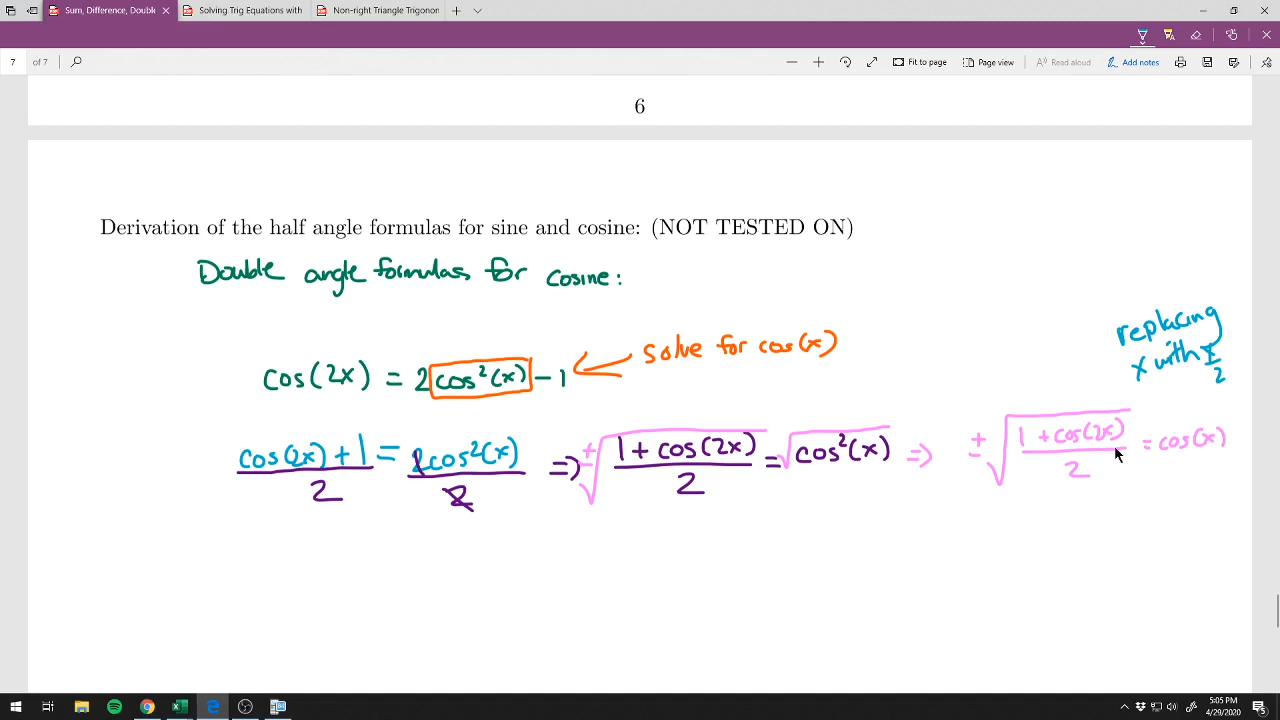 Sum, Difference, Doubl
Solving Trig Equations with
Non-right Triangle Trigonom
7 of 7
Fit to page
Page view
Read aloud
Add notes
6
Derivation of the half angle formulas for sine and cosine: (NOT TESTED ON)
Double angle formulas for cosine:
replacing
x with x/2
solve for cos(x)
cos(2x) = 2cos²(x) - 1
(cos(2x) + 1)/2 = 2cos²(x)/2 => ±√((1 + cos(2x))/2) = √(cos²(x)) => ±√((1 + cos(2x))/2) = cos(x)
5:05 PM
4/29/2020